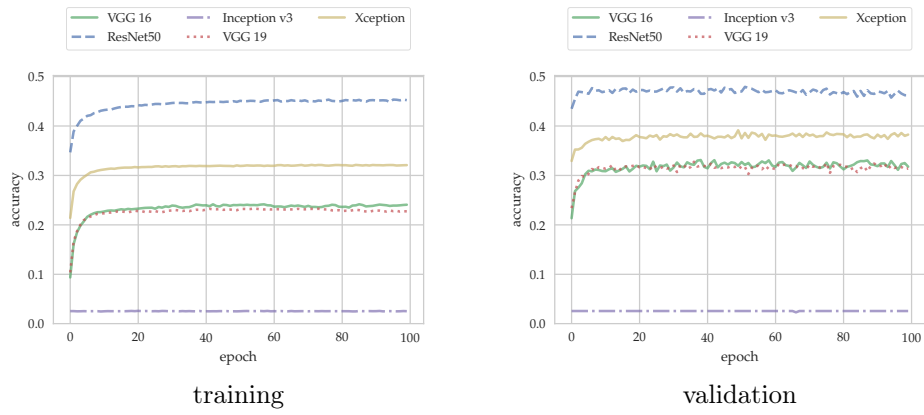 VGG 16 Inception v3 Xception
ResNet50 VGG 19
0.5
0.4
0.3
0.2
0.1
0.0
accuracy
0 20 40 60 80 100
epoch
training
VGG 16 Inception v3 Xception
ResNet50 VGG 19
0.5
0.4
0.3
0.2
0.1
0.0
accuracy
0 20 40 60 80 100
epoch
validation